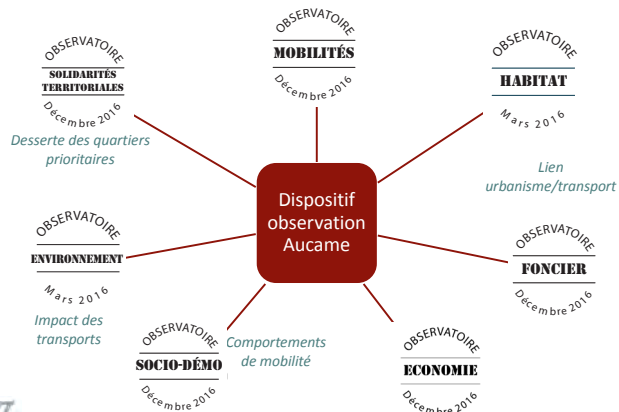 OBSERVATOIRE
MOBILITÉS
Décembre 2016
OBSERVATOIRE
SOLIDARITÉS
TERRITORIALES
Décembre 2016
Desserte des quartiers
prioritaires
OBSERVATOIRE
HABITAT
Mars 2016
Lien
urbanisme/transport
Dispositif
observation
Aucame
OBSERVATOIRE
ENVIRONNEMENT
Mars 2016
Impact des
transports
OBSERVATOIRE
FONCIER
Décembre 2016
OBSERVATOIRE
SOCIO-DÉMO
Décembre 2016
Comportements
de mobilité
OBSERVATOIRE
ECONOMIE
Décembre 2016